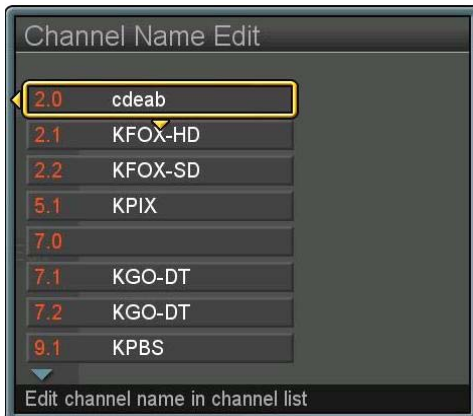 Channel Name Edit
2.0 cdeab
2.1 KFOX-HD
2.2 KFOX-SD
5.1 KPIX
7.0
7.1 KGO-DT
7.2 KGO-DT
9.1 KPBS
Edit channel name in channel list